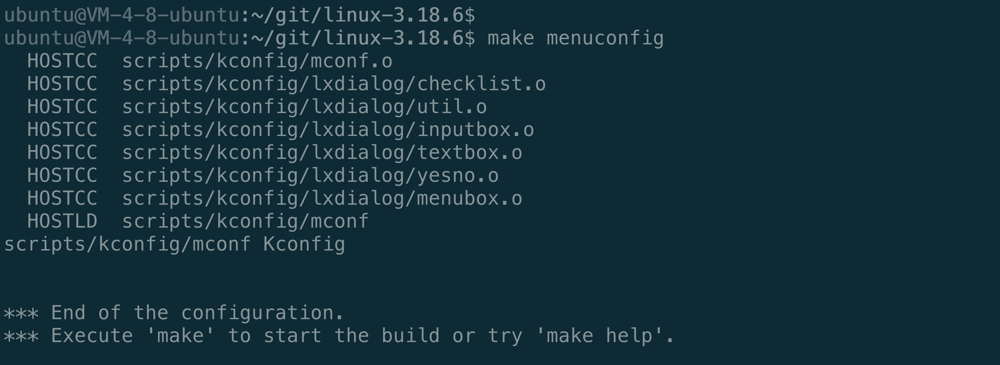 ubuntu@VM-4-8-ubuntu:~/git/linux-3.18.6$
ubuntu@VM-4-8-ubuntu:~/git/linux-3.18.6$ make menuconfig
  HOSTCC  scripts/kconfig/mconf.o
  HOSTCC  scripts/kconfig/lxdialog/checklist.o
  HOSTCC  scripts/kconfig/lxdialog/util.o
  HOSTCC  scripts/kconfig/lxdialog/inputbox.o
  HOSTCC  scripts/kconfig/lxdialog/textbox.o
  HOSTCC  scripts/kconfig/lxdialog/yesno.o
  HOSTCC  scripts/kconfig/lxdialog/menubox.o
  HOSTLD  scripts/kconfig/mconf
scripts/kconfig/mconf Kconfig
*** End of the configuration.
*** Execute 'make' to start the build or try 'make help'.